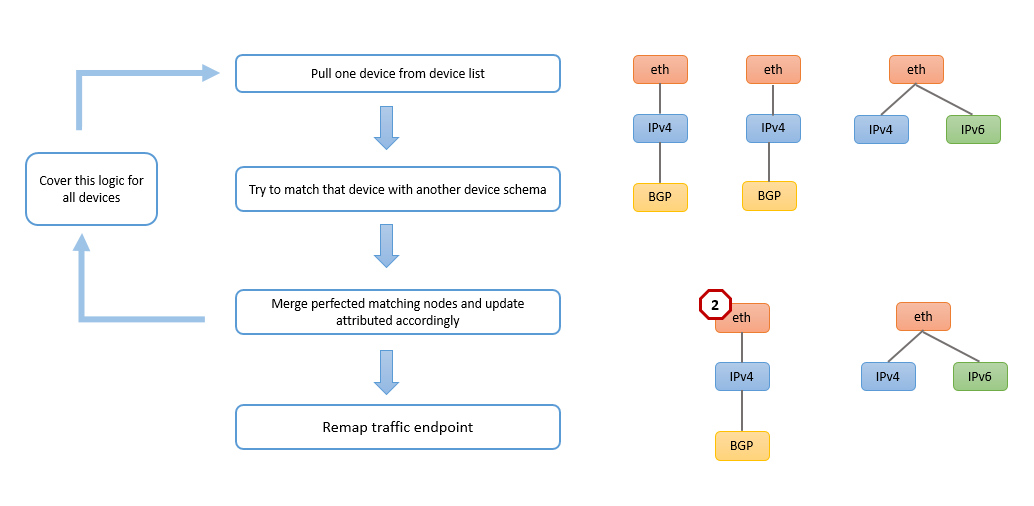 Pull one device from device list
Cover this logic for
all devices
Try to match that device with another device schema
Merge perfected matching nodes and update
attributed accordingly
Remap traffic endpoint
eth
IPv4
BGP
eth
IPv4
BGP
eth
IPv4
IPv6
2
eth
IPv4
BGP
eth
IPv4
IPv6